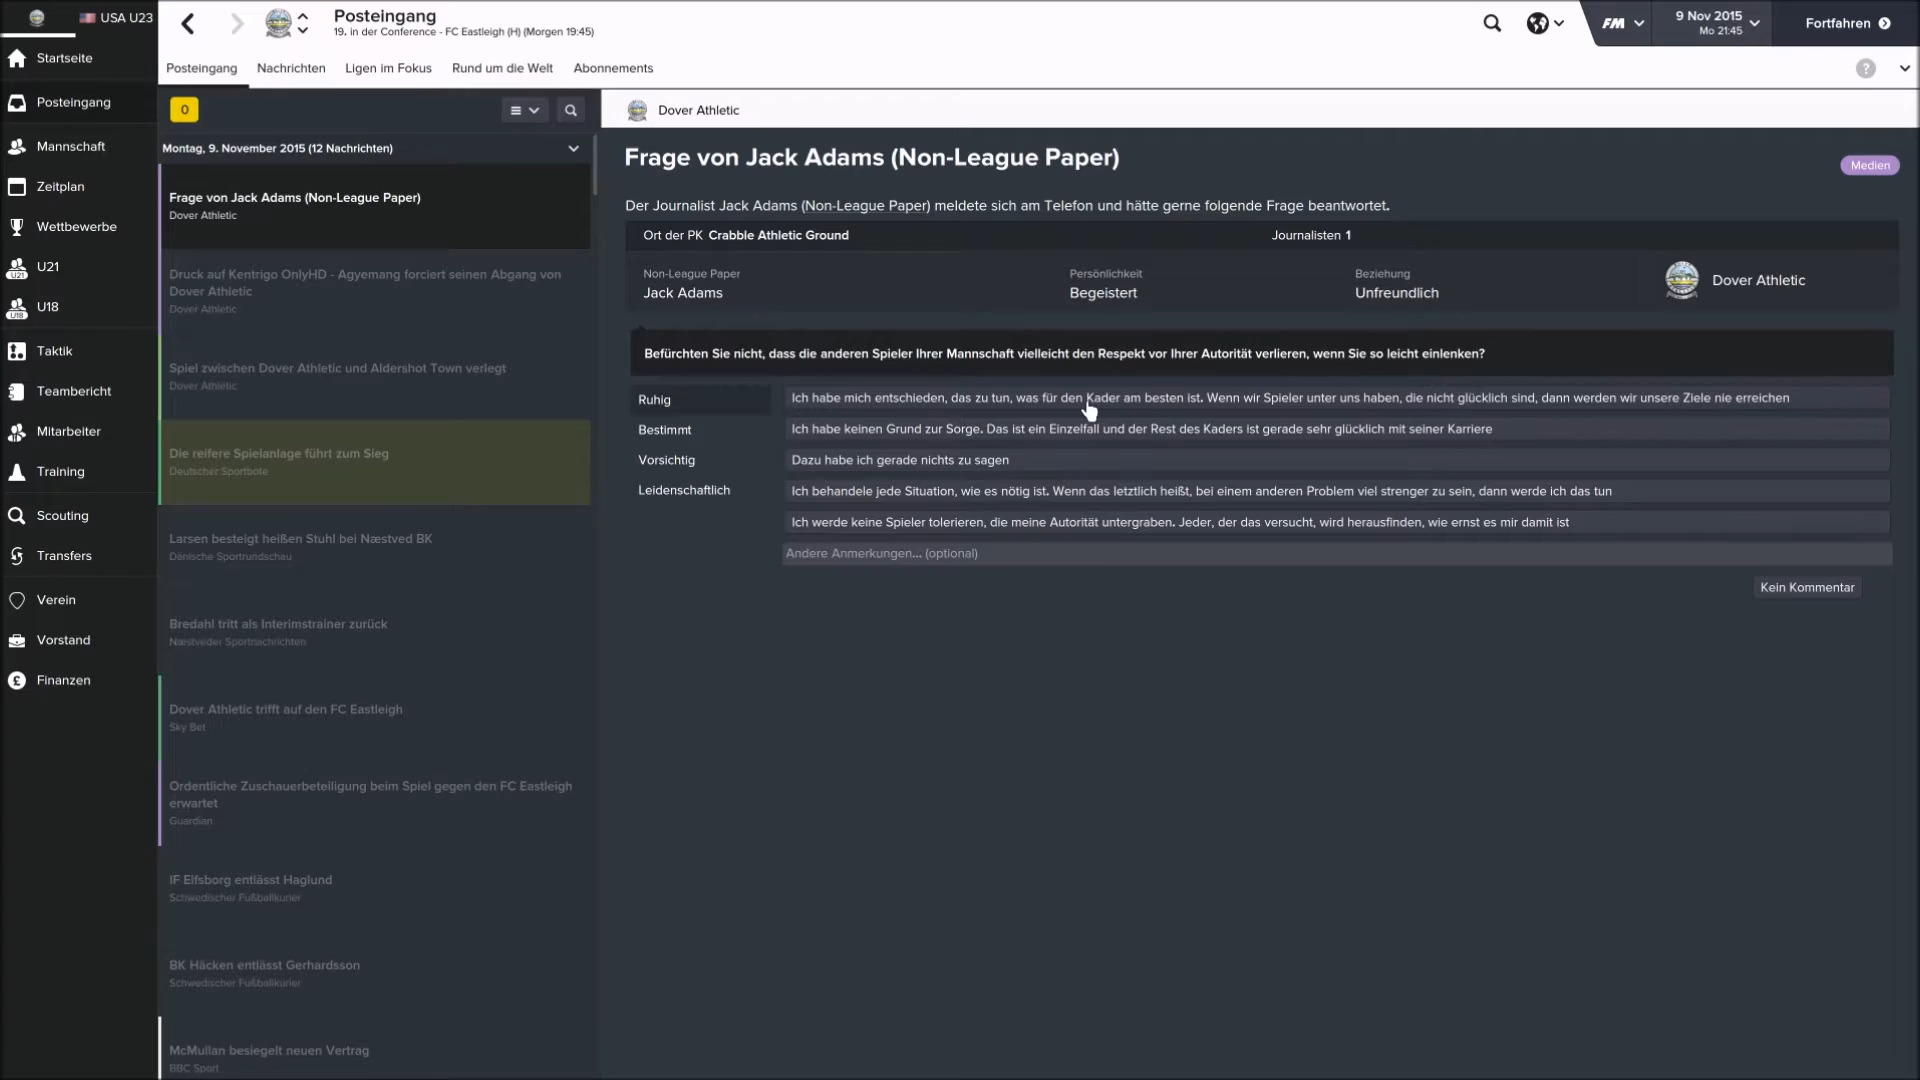 USA U23
Posteingang
19. in der Conference - FC Eastleigh (H) (Morgen 19:45)
FM
9 Nov 2015
Mo 21:45
Fortfahren
Posteingang
Nachrichten
Ligen im Fokus
Rund um die Welt
Abonnements
?
Startseite
Posteingang
Mannschaft
Zeitplan
Wettbewerbe
U21
U21
U18
U18
Taktik
Teambericht
Mitarbeiter
Training
Scouting
Transfers
Verein
Vorstand
£
Finanzen
0
Montag, 9. November 2015 (12 Nachrichten)
Frage von Jack Adams (Non-League Paper)
Dover Athletic
Druck auf Kentrigo OnlyHD - Agyemang forciert seinen Abgang von
Dover Athletic
Dover Athletic
Spiel zwischen Dover Athletic und Aldershot Town verlegt
Dover Athletic
Die reifere Spielanlage führt zum Sieg
Deutscher Sportbote
Larsen besteigt heißen Stuhl bei Næstved BK
Dänische Sportrundschau
Bredahl tritt als Interimstrainer zurück
Næstveder Sportnachrichten
Dover Athletic trifft auf den FC Eastleigh
Sky Bet
Ordentliche Zuschauerbeteiligung beim Spiel gegen den FC Eastleigh
erwartet
Guardian
IF Elfsborg entlässt Haglund
Schwedischer Fußballkurier
BK Häcken entlässt Gerhardsson
Schwedischer Fußballkurier
McMullan besiegelt neuen Vertrag
BBC Sport
Dover Athletic
Frage von Jack Adams (Non-League Paper)
Medien
Der Journalist Jack Adams (Non-League Paper) meldete sich am Telefon und hätte gerne folgende Frage beantwortet.
Ort der PK Crabble Athletic Ground
Journalisten 1
Non-League Paper
Jack Adams
Persönlichkeit
Begeistert
Beziehung
Unfreundlich
Dover Athletic
Befürchten Sie nicht, dass die anderen Spieler Ihrer Mannschaft vielleicht den Respekt vor Ihrer Autorität verlieren, wenn Sie so leicht einlenken?
Ruhig
Bestimmt
Vorsichtig
Leidenschaftlich
Ich habe mich entschieden, das zu tun, was für den Kader am besten ist. Wenn wir Spieler unter uns haben, die nicht glücklich sind, dann werden wir unsere Ziele nie erreichen
Ich habe keinen Grund zur Sorge. Das ist ein Einzelfall und der Rest des Kaders ist gerade sehr glücklich mit seiner Karriere
Dazu habe ich gerade nichts zu sagen
Ich behandele jede Situation, wie es nötig ist. Wenn das letztlich heißt, bei einem anderen Problem viel strenger zu sein, dann werde ich das tun
Ich werde keine Spieler tolerieren, die meine Autorität untergraben. Jeder, der das versucht, wird herausfinden, wie ernst es mir damit ist
Andere Anmerkungen... (optional)
Kein Kommentar